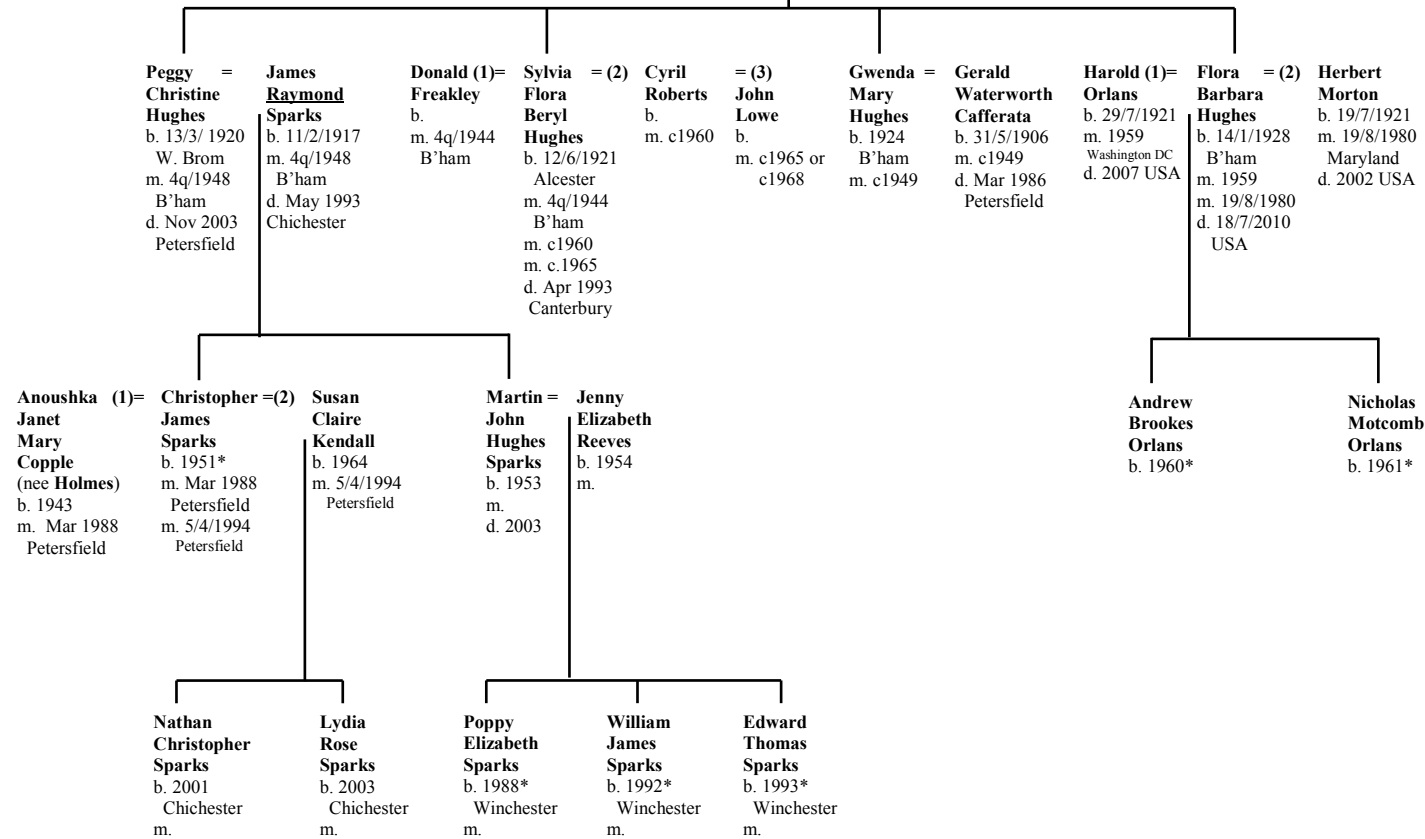 Peggy =
Christine
Hughes
b. 13/3/ 1920
W. Brom
m. 4q/1948
B'ham
d. Nov 2003
Petersfield
James
Raymond
Sparks
b. 11/2/1917
m. 4q/1948
B'ham
d. May 1993
Chichester
Donald (1)=
Freakley
b.
m. 4q/1944
B'ham
Sylvia = (2)
Flora
Beryl
Hughes
b. 12/6/1921
Alcester
m. 4q/1944
B'ham
m. c1960
m. c.1965
d. Apr 1993
Canterbury
Cyril
Roberts
b.
m. c1960
= (3)
John
Lowe
b.
m. c1965 or
c1968
Gwenda =
Mary
Hughes
b. 1924
B'ham
m. c1949
Gerald
Waterworth
Cafferata
b. 31/5/1906
m. c1949
d. Mar 1986
Petersfield
Harold (1)=
Orlans
b. 29/7/1921
m. 1959
Washington DC
d. 2007 USA
Flora = (2)
Barbara
Hughes
b. 14/1/1928
B'ham
m. 1959
m. 19/8/1980
d. 18/7/2010
USA
Herbert
Morton
b. 19/7/1921
m. 19/8/1980
Maryland
d. 2002 USA
Anoushka (1)=
Janet
Mary
Copple
(nee Holmes)
b. 1943
m. Mar 1988
Petersfield
Christopher =(2)
James
Sparks
b. 1951*
m. Mar 1988
Petersfield
m. 5/4/1994
Petersfield
Susan
Claire
Kendall
b. 1964
m. 5/4/1994
Petersfield
Martin =
John
Hughes
Sparks
b. 1953
m.
d. 2003
Jenny
Elizabeth
Reeves
b. 1954
m.
Andrew
Brookes
Orlans
b. 1960*
Nicholas
Motcomb
Orlans
b. 1961*
Nathan
Christopher
Sparks
b. 2001
Chichester
m.
Lydia
Rose
Sparks
b. 2003
Chichester
m.
Poppy
Elizabeth
Sparks
b. 1988*
Winchester
m.
William
James
Sparks
b. 1992*
Winchester
m.
Edward
Thomas
Sparks
b. 1993*
Winchester
m.